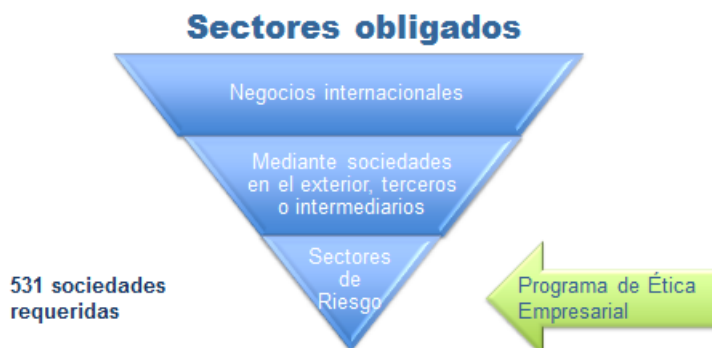 Sectores obligados
Negocios internacionales
Mediante sociedades
en el exterior, terceros
o intermediarios
Sectores
de
Riesgo
531 sociedades
requeridas
Programa de Ética
Empresarial